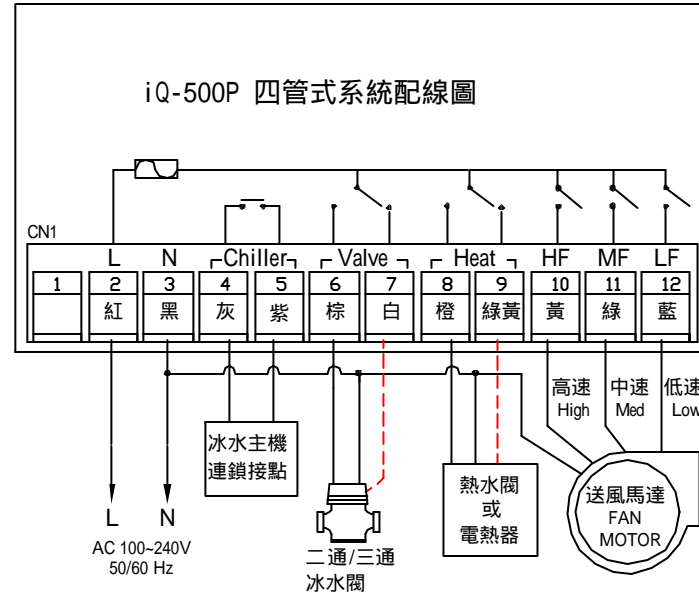 iQ-500P 四管式系統配線圖
CN1
L N Chiller Valve Heat HF MF LF
1 2 3 4 5 6 7 8 9 10 11 12
紅 黑 灰 紫 棕 白 橙 綠黃 黃 綠 藍
高速 中速 低速
High Med Low
冰水主機
連鎖接點
熱水閥
或
電熱器
送風馬達
FAN
MOTOR
L N
AC 100~240V
50/60 Hz
二通/三通
冰水閥